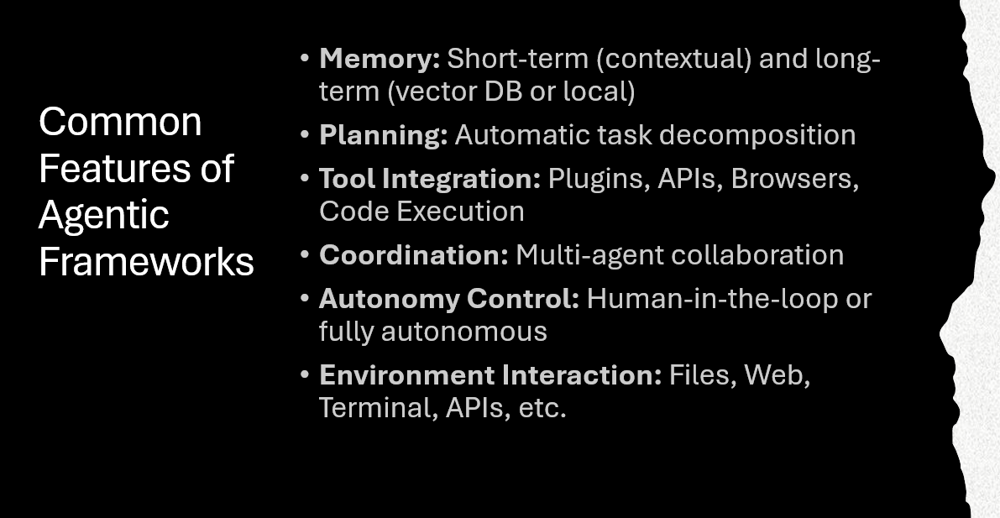 Common
Features of
Agentic
Frameworks
• Memory: Short-term (contextual) and long-
term (vector DB or local)
• Planning: Automatic task decomposition
• Tool Integration: Plugins, APIs, Browsers,
Code Execution
• Coordination: Multi-agent collaboration
• Autonomy Control: Human-in-the-loop or
fully autonomous
• Environment Interaction: Files, Web,
Terminal, APIs, etc.